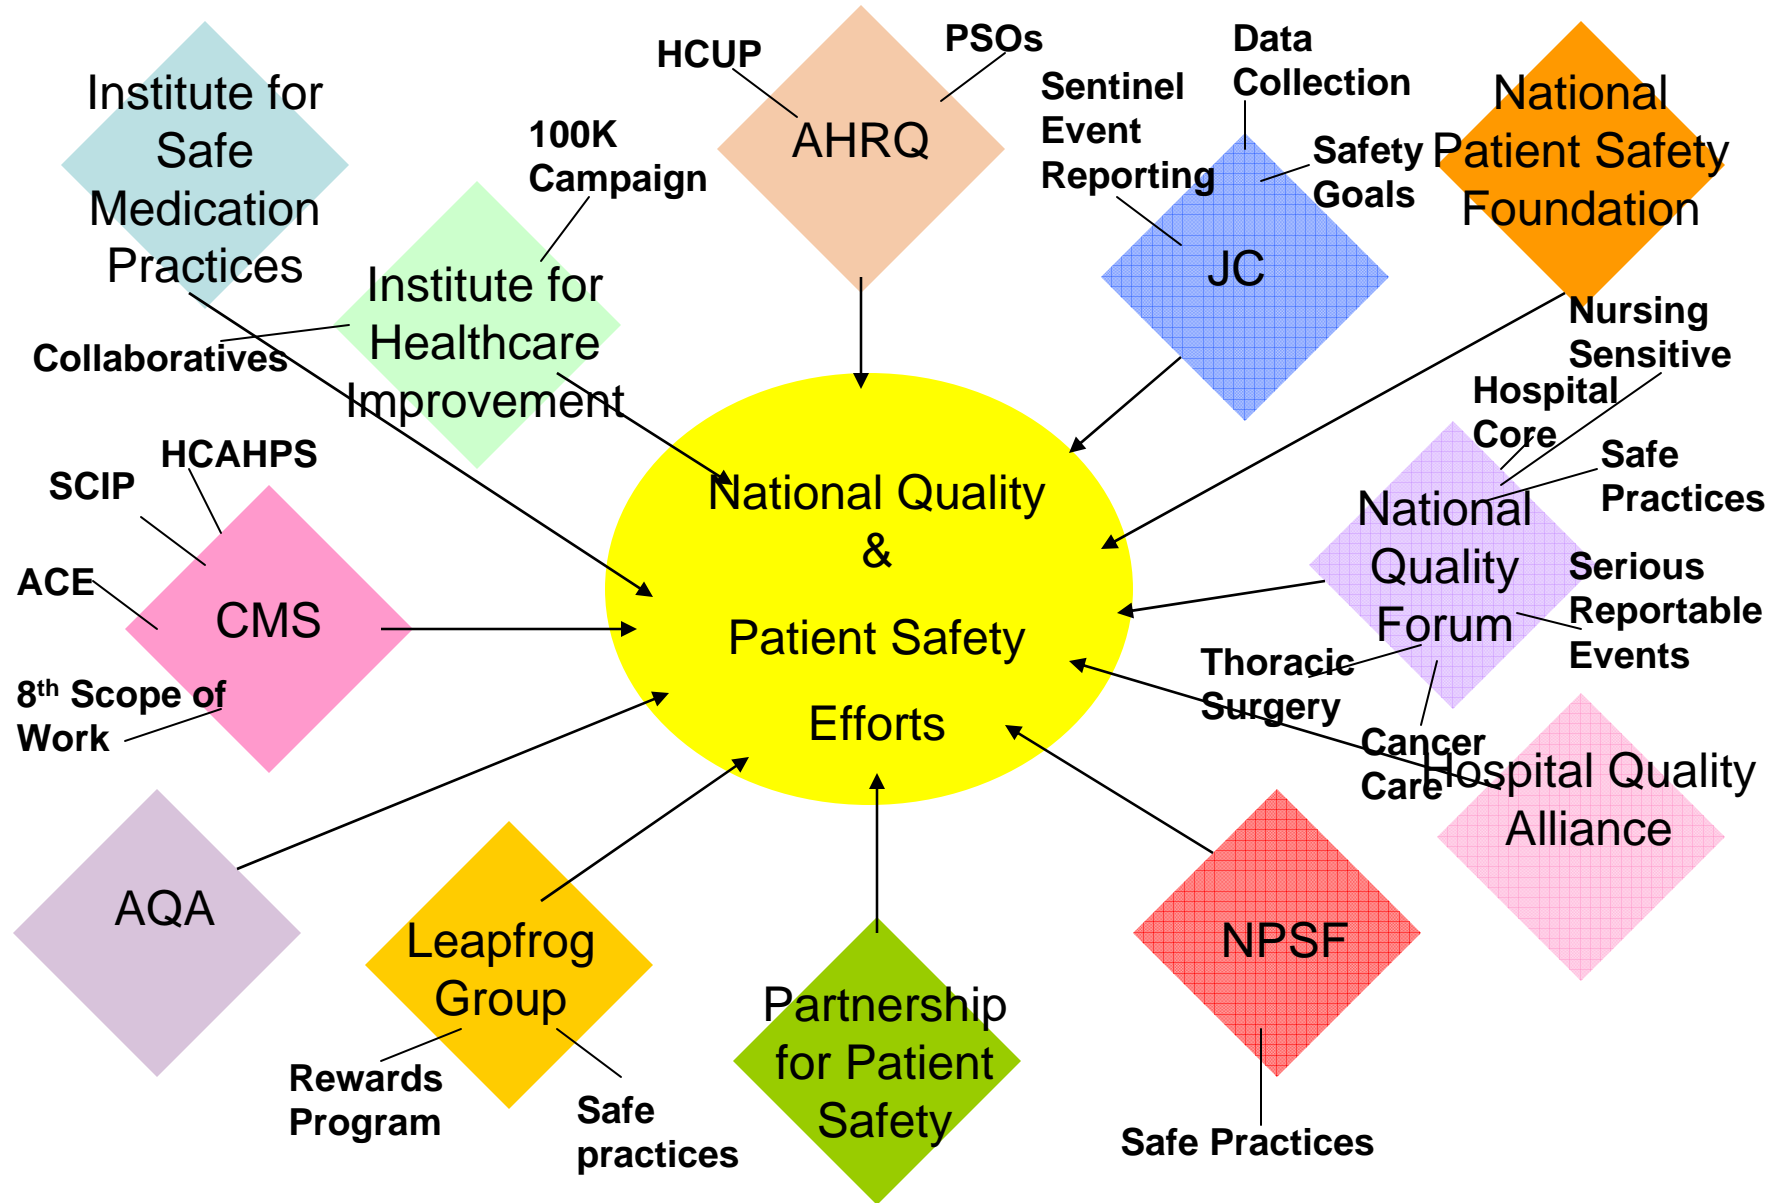 Institute for
Safe
Medication
Practices
HCUP
PSOs
AHRQ
Data
Collection
Sentinel
Event
Reporting
Safety
Goals
JC
National
Patient Safety
Foundation
100K
Campaign
Institute for
Healthcare
Improvement
Collaboratives
Nursing
Sensitive
Hospital
Core
Safe
Practices
National
Quality
Forum
Serious
Reportable
Events
Thoracic
Surgery
Cancer
Care
HCAHPS
SCIP
ACE
CMS
8th Scope of
Work
National Quality
&
Patient Safety
Efforts
Hospital Quality
Alliance
AQA
Leapfrog
Group
Rewards
Program
Safe
practices
Partnership
for Patient
Safety
NPSF
Safe Practices